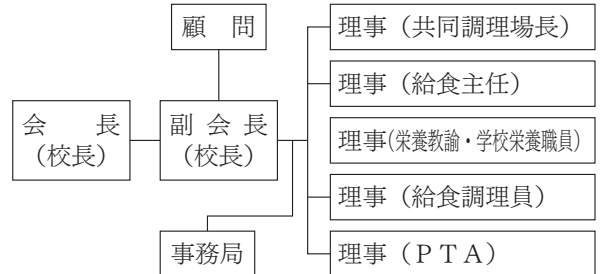 顧　問
会　　長
（校長）
副 会 長
（校長）
事務局
理事（共同調理場長）
理事（給食主任）
理事（栄養教諭・学校栄養職員）
理事（給食調理員）
理事（ＰＴＡ）